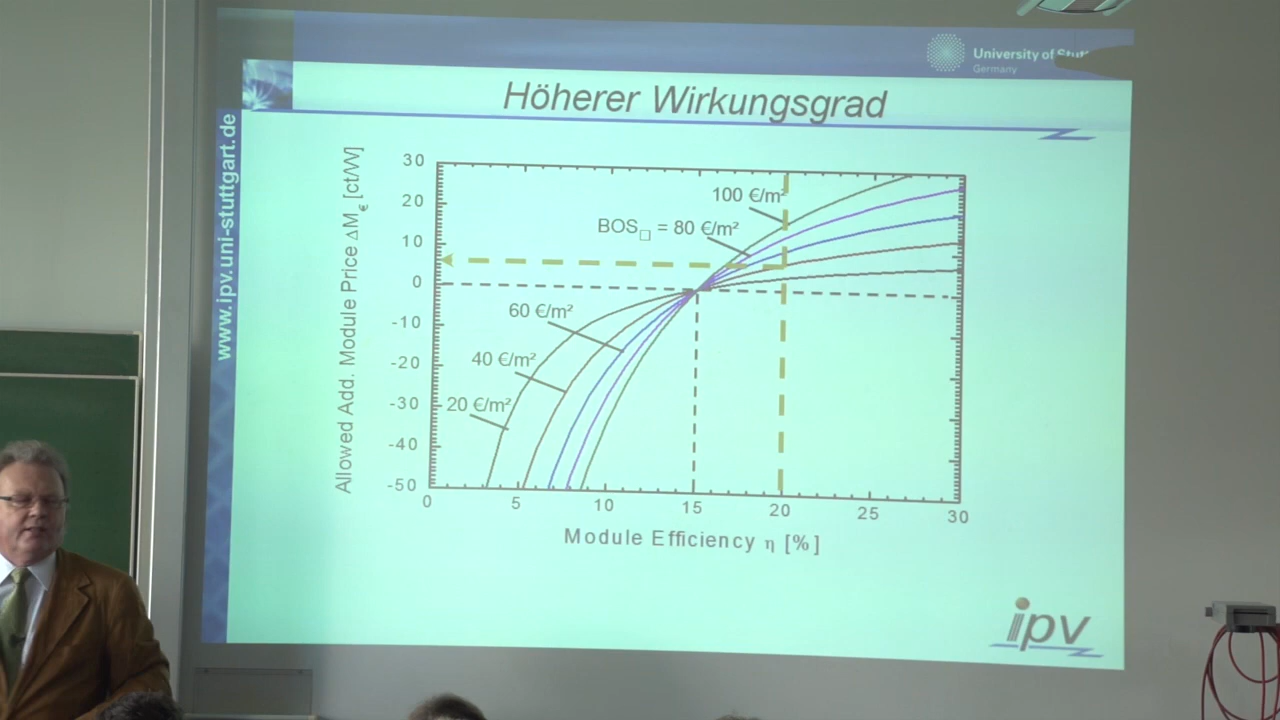 University of
Germany
www.ipv.uni-stuttgart.de
Höherer Wirkungsgrad
Allowed Add. Module Price ΔM€ [ct/W]
30
20
10
0
-10
-20
-30
-40
-50
100 €/m²
BOS□ = 80 €/m²
60 €/m²
40 €/m²
20 €/m²
0 5 10 15 20 25 30
Module Efficiency η [%]
ipv